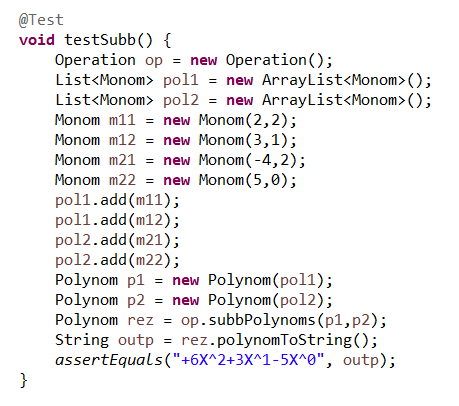 @Test
void testSubb() {
    Operation op = new Operation();
    List<Monom> pol1 = new ArrayList<Monom>();
    List<Monom> pol2 = new ArrayList<Monom>();
    Monom m11 = new Monom(2,2);
    Monom m12 = new Monom(3,1);
    Monom m21 = new Monom(-4,2);
    Monom m22 = new Monom(5,0);
    pol1.add(m11);
    pol1.add(m12);
    pol2.add(m21);
    pol2.add(m22);
    Polynom p1 = new Polynom(pol1);
    Polynom p2 = new Polynom(pol2);
    Polynom rez = op.subbPolynoms(p1,p2);
    String outp = rez.polynomToString();
    assertEquals("+6X^2+3X^1-5X^0", outp);
}